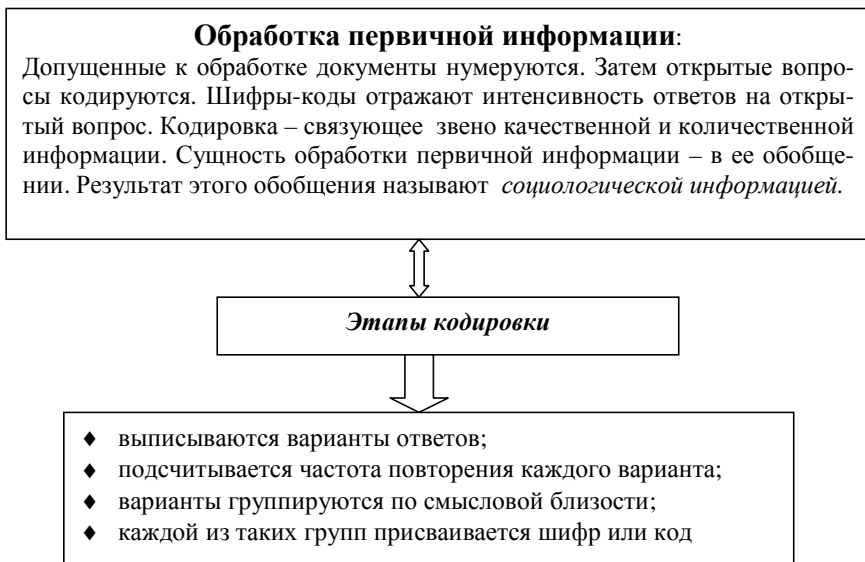 Обработка первичной информации:
Допущенные к обработке документы нумеруются. Затем открытые вопро-
сы кодируются. Шифры-коды отражают интенсивность ответов на откры-
тый вопрос. Кодировка – связующее звено качественной и количественной
информации. Сущность обработки первичной информации – в ее обобще-
нии. Результат этого обобщения называют социологической информацией.
Этапы кодировки
♦ выписываются варианты ответов;
♦ подсчитывается частота повторения каждого варианта;
♦ варианты группируются по смысловой близости;
♦ каждой из таких групп присваивается шифр или код